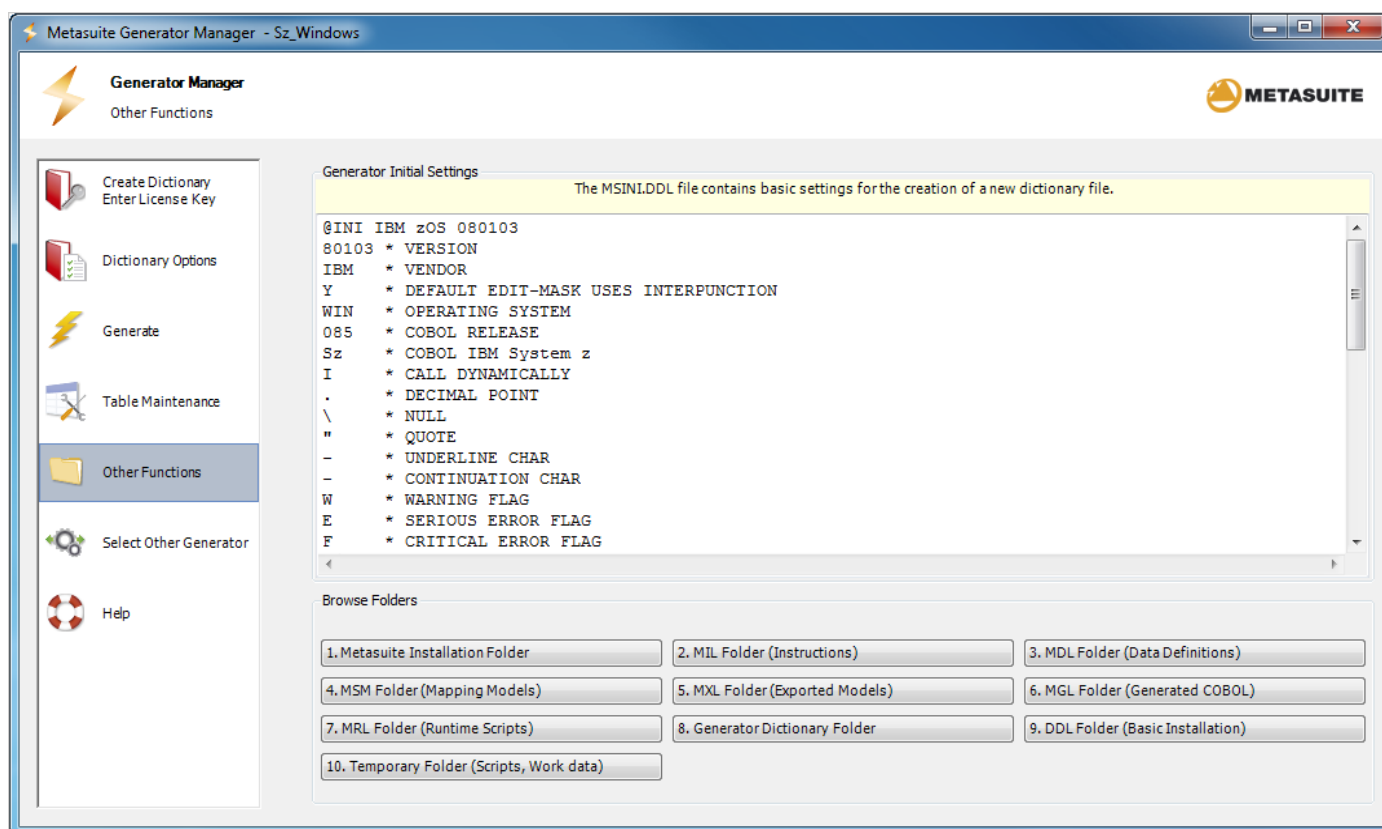 Metasuite Generator Manager - Sz_Windows
Generator Manager
Other Functions
METASUITE
Create Dictionary
Enter License Key
Dictionary Options
Generate
Table Maintenance
Other Functions
Select Other Generator
Help
Generator Initial Settings
The MSINI.DDL file contains basic settings for the creation of a new dictionary file.
@INI IBM zOS 080103
80103 * VERSION
IBM * VENDOR
Y * DEFAULT EDIT-MASK USES INTERPUNCTION
WIN * OPERATING SYSTEM
085 * COBOL RELEASE
Sz * COBOL IBM System z
I * CALL DYNAMICALLY
. * DECIMAL POINT
\ * NULL
" * QUOTE
- * UNDERLINE CHAR
- * CONTINUATION CHAR
W * WARNING FLAG
E * SERIOUS ERROR FLAG
F * CRITICAL ERROR FLAG
Browse Folders
1. Metasuite Installation Folder
2. MIL Folder (Instructions)
3. MDL Folder (Data Definitions)
4. MSM Folder (Mapping Models)
5. MXL Folder (Exported Models)
6. MGL Folder (Generated COBOL)
7. MRL Folder (Runtime Scripts)
8. Generator Dictionary Folder
9. DDL Folder (Basic Installation)
10. Temporary Folder (Scripts, Work data)